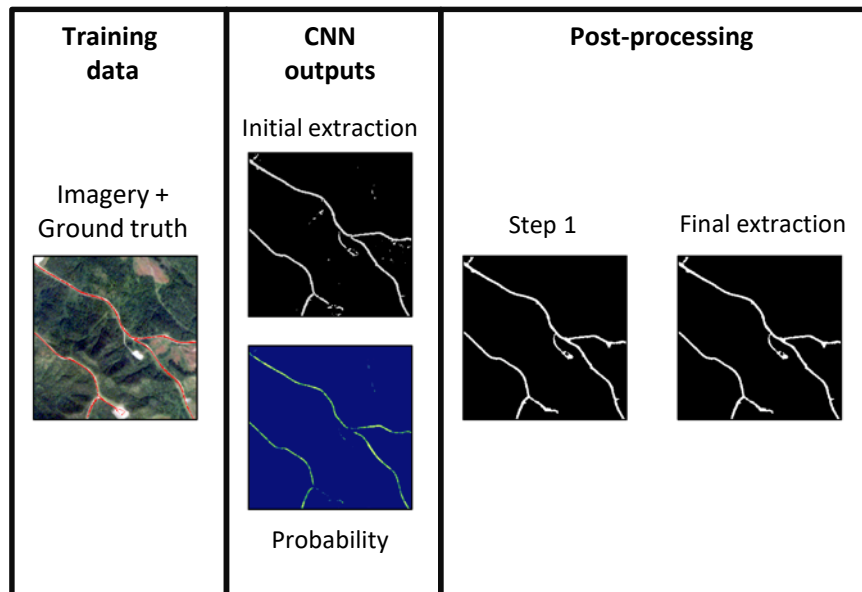 Training
data
Imagery +
Ground truth
CNN
outputs
Initial extraction
Probability
Post-processing
Step 1
Final extraction